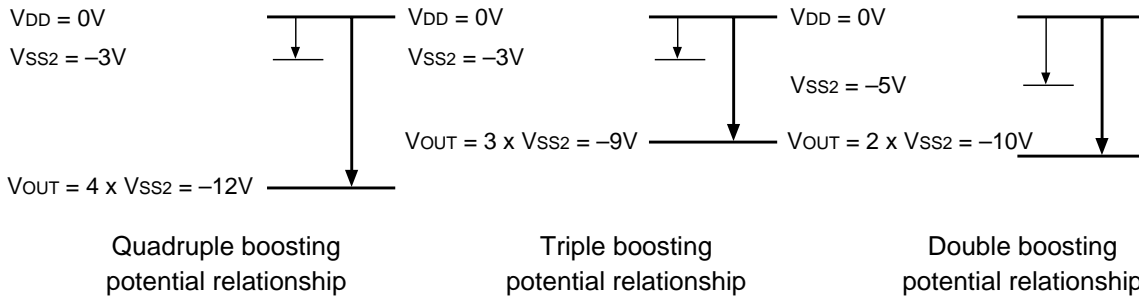 VDD = 0V
VSS2 = –3V
VOUT = 4 x VSS2 = –12V
Quadruple boosting
potential relationship
VDD = 0V
VSS2 = –3V
VOUT = 3 x VSS2 = –9V
Triple boosting
potential relationship
VDD = 0V
VSS2 = –5V
VOUT = 2 x VSS2 = –10V
Double boosting
potential relationship